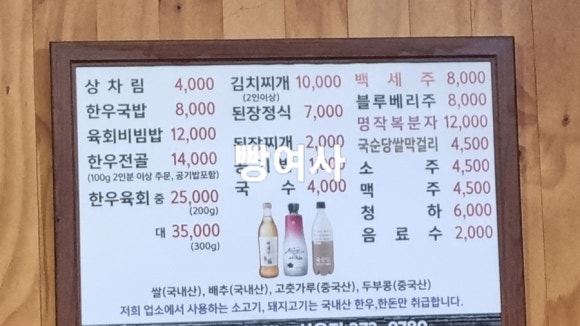 상차림 4,000
한우국밥 8,000
육회비빔밥 12,000
한우전골 14,000
(100g 2인분 이상 주문, 공기밥포함)
한우육회 중 25,000
(200g)
대 35,000
(300g)
김치찌개 10,000
(2인이상)
된장정식 7,000
된장찌개 2,000
국수 4,000
빵여사
백세주 8,000
블루베리주 8,000
명작복분자 12,000
국순당쌀막걸리 4,500
소주 4,500
맥주 4,500
청하 6,000
음료수 2,000
쌀(국내산), 배추(국내산), 고춧가루(중국산), 두부콩(중국산)
저희 업소에서 사용하는 소고기, 돼지고기는 국내산 한우,한돈만 취급합니다.